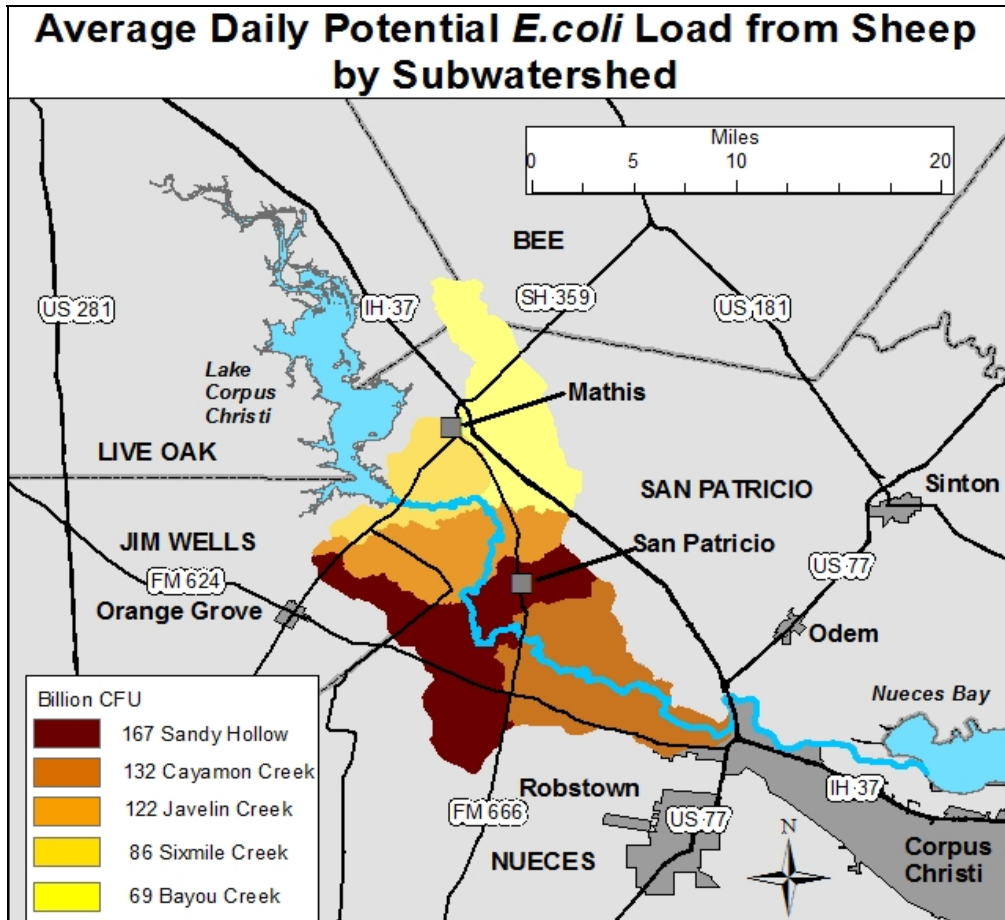 Average Daily Potential E.coli Load from Sheep
by Subwatershed
Miles
0 5 10 20
BEE
US 281
IH 37
SH 359
US 181
Lake
Corpus
Christi
Mathis
LIVE OAK
SAN PATRICIO
Sinton
JIM WELLS
San Patricio
FM 624
US 77
Orange Grove
Odem
Billion CFU
167 Sandy Hollow
132 Cayamon Creek
122 Javelin Creek
86 Sixmile Creek
69 Bayou Creek
Nueces Bay
Robstown
IH 37
FM 666
US 77
N
NUECES
Corpus
Christi